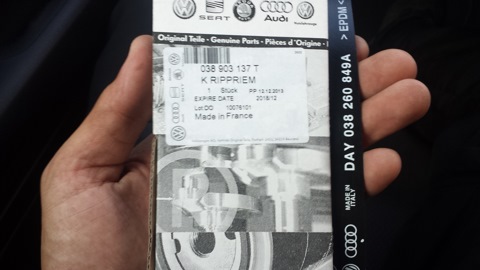 SEAT
Audi
Original Teile · Genuine Parts · Pièces d'Origine ·
038 903 137 T
K RIPPRIEM
1 Stück PP 12.12.2013
EXPIRE DATE 2018/12
Lot:DO 10076101
Made in France
< EPDM <
DAY 038 260 849A
MADE IN
ITALY